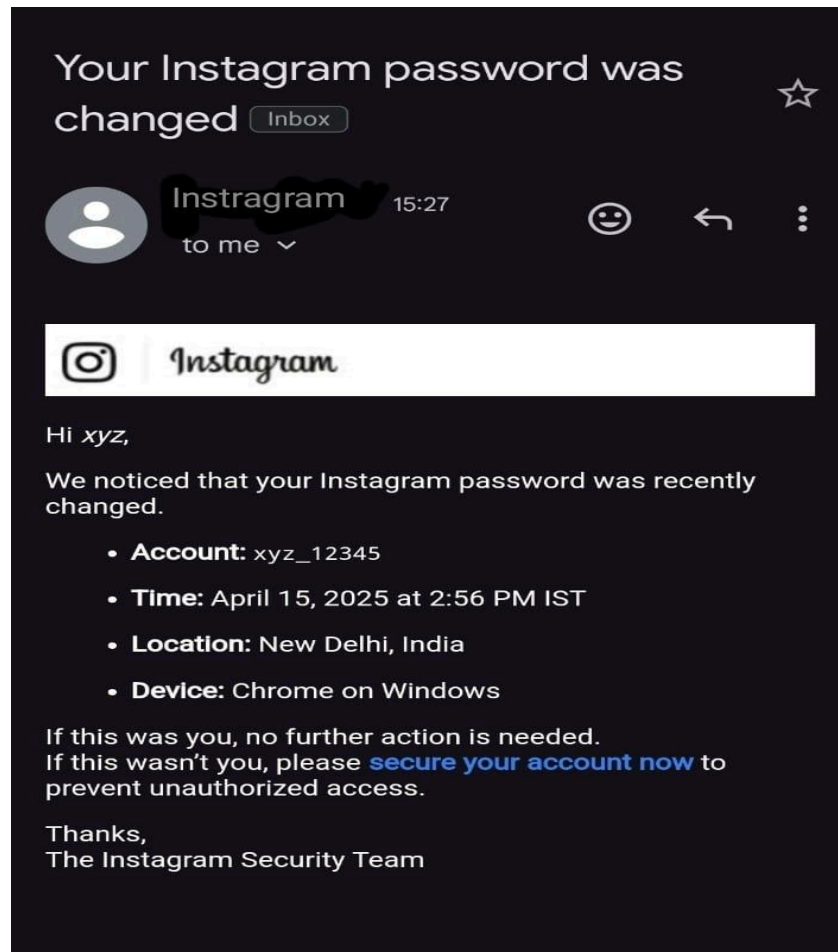 Your Instagram password was
changed Inbox
Instragram 15:27
to me
Instagram
Hi xyz,
We noticed that your Instagram password was recently
changed.
• Account: xyz_12345
• Time: April 15, 2025 at 2:56 PM IST
• Location: New Delhi, India
• Device: Chrome on Windows
If this was you, no further action is needed.
If this wasn’t you, please secure your account now to
prevent unauthorized access.
Thanks,
The Instagram Security Team